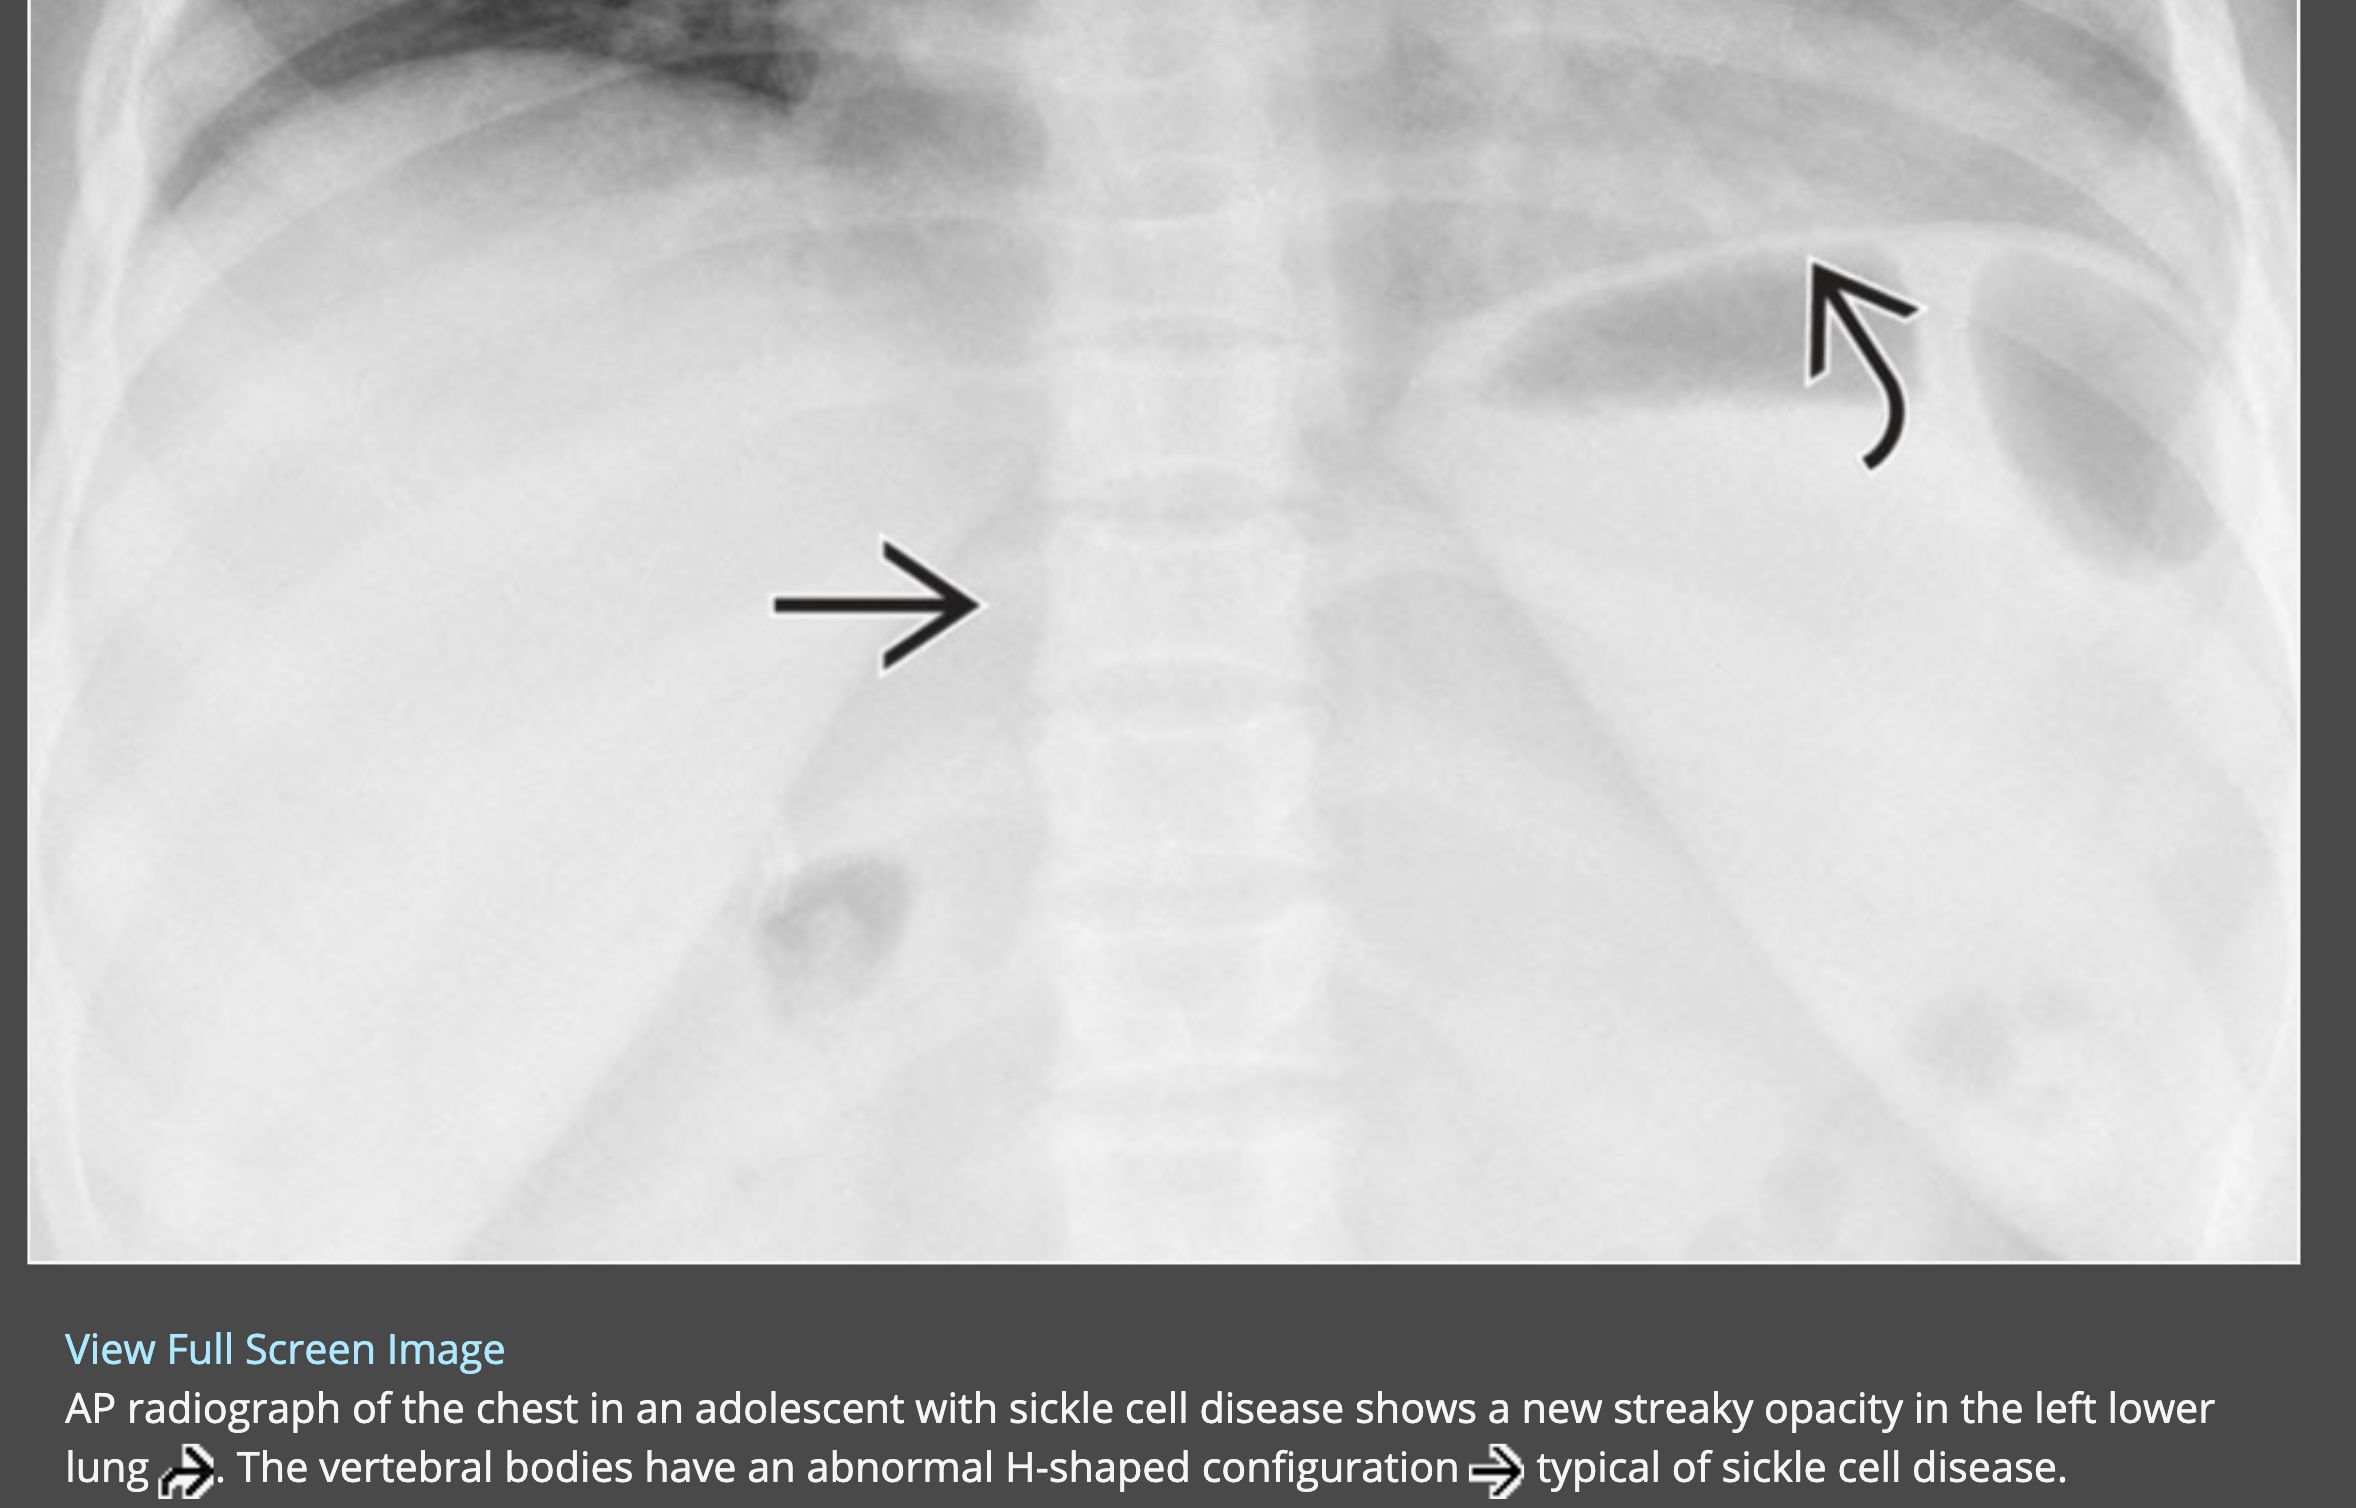 View Full Screen Image
AP radiograph of the chest in an adolescent with sickle cell disease shows a new streaky opacity in the left lower
lung . The vertebral bodies have an abnormal H-shaped configuration typical of sickle cell disease.